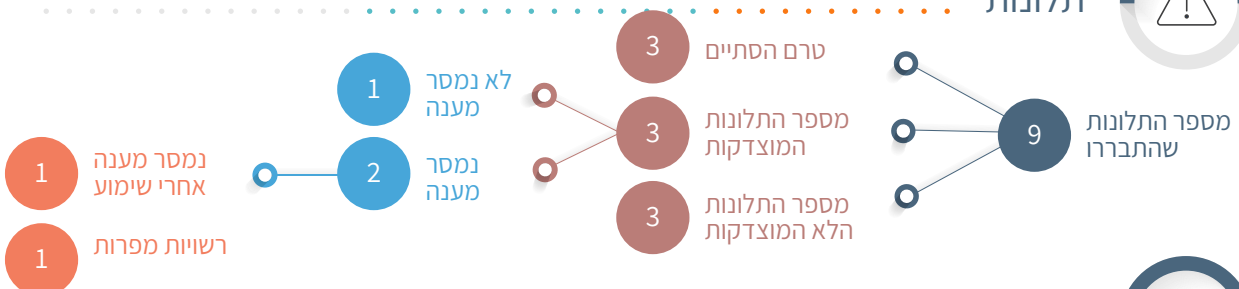 תלונות
מספר התלונות
שהתבררו
9
טרם הסתיים
3
מספר התלונות
המוצדקות
3
מספר התלונות
הלא המוצדקות
3
לא נמסר
מענה
1
נמסר
מענה
2
נמסר מענה
אחרי שימוע
1
רשויות מפרות
1